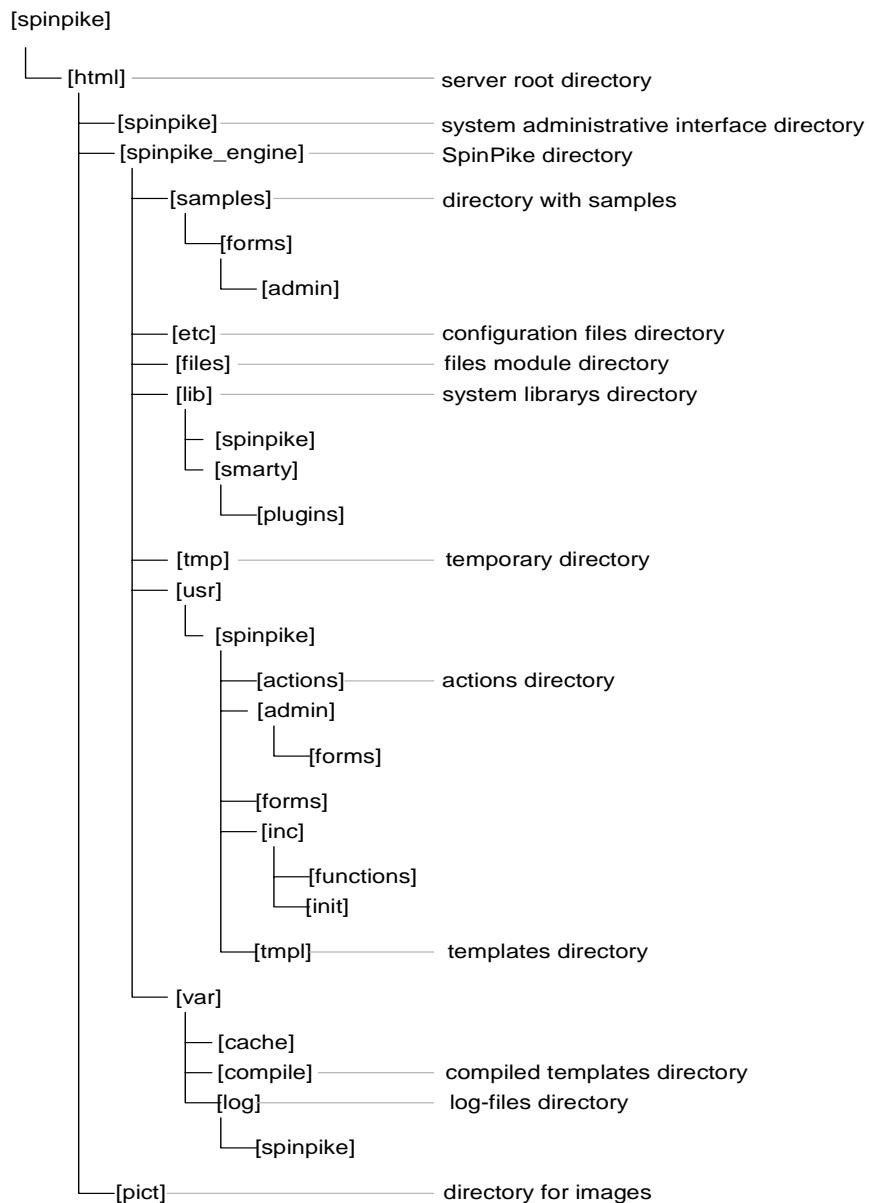 [spinpike]
[html] server root directory
[spinpike] system administrative interface directory
[spinpike_engine] SpinPike directory
[samples] directory with samples
[forms]
[admin]
[etc] configuration files directory
[files] files module directory
[lib] system librarys directory
[spinpike]
[smarty]
[plugins]
[tmp] temporary directory
[usr]
[spinpike]
[actions] actions directory
[admin]
[forms]
[forms]
[inc]
[functions]
[init]
[tmpl] templates directory
[var]
[cache]
[compile] compiled templates directory
[log] log-files directory
[spinpike]
[pict] directory for images